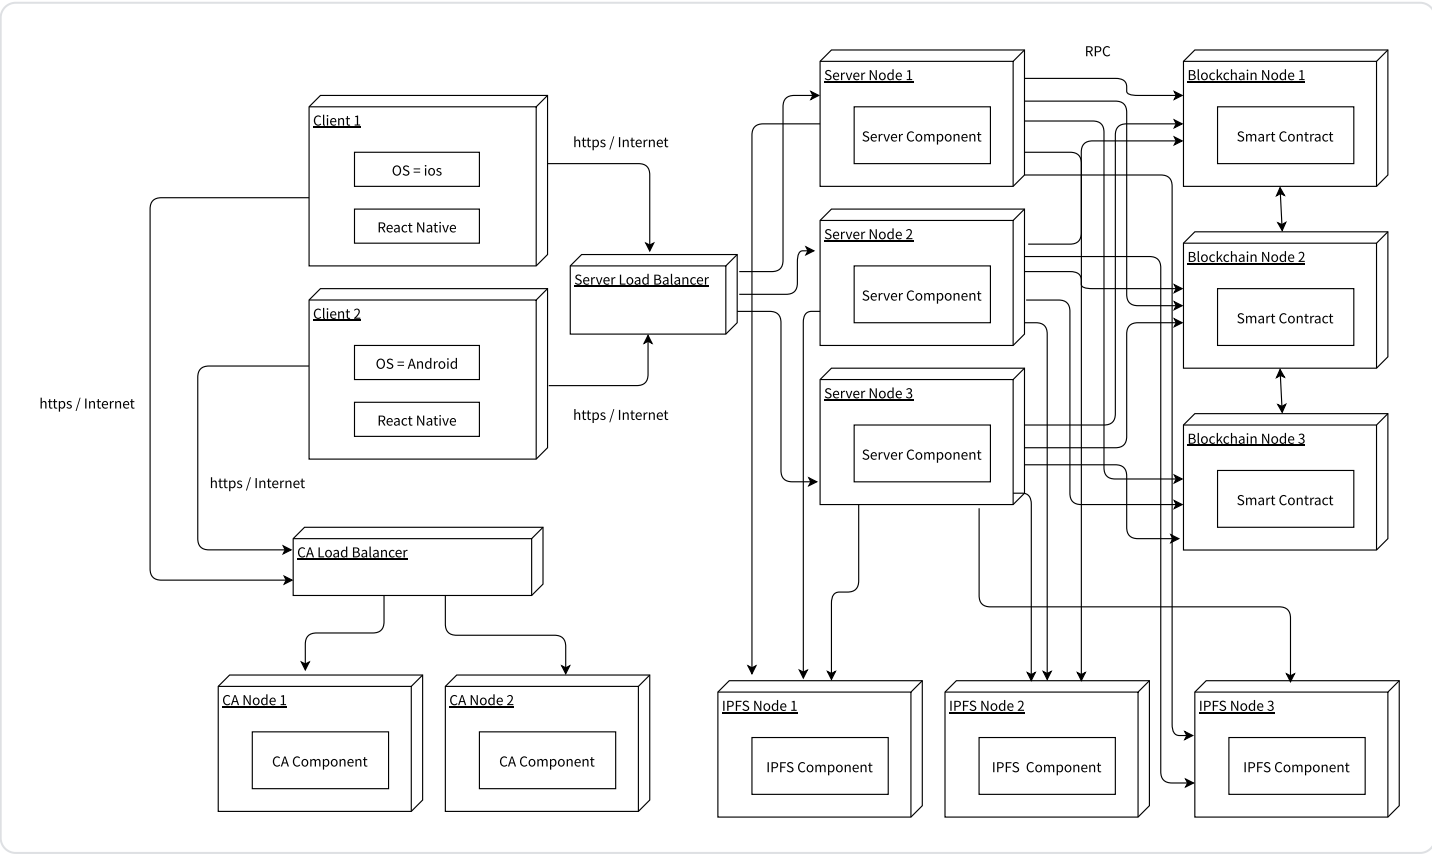 RPC
Server Node 1
Server Component
Blockchain Node 1
Smart Contract
Client 1
OS = ios
React Native
https / Internet
Server Load Balancer
Server Node 2
Server Component
Blockchain Node 2
Smart Contract
Client 2
OS = Android
React Native
https / Internet
https / Internet
https / Internet
Server Node 3
Server Component
Blockchain Node 3
Smart Contract
CA Load Balancer
CA Node 1
CA Component
CA Node 2
CA Component
IPFS Node 1
IPFS Component
IPFS Node 2
IPFS  Component
IPFS Node 3
IPFS Component